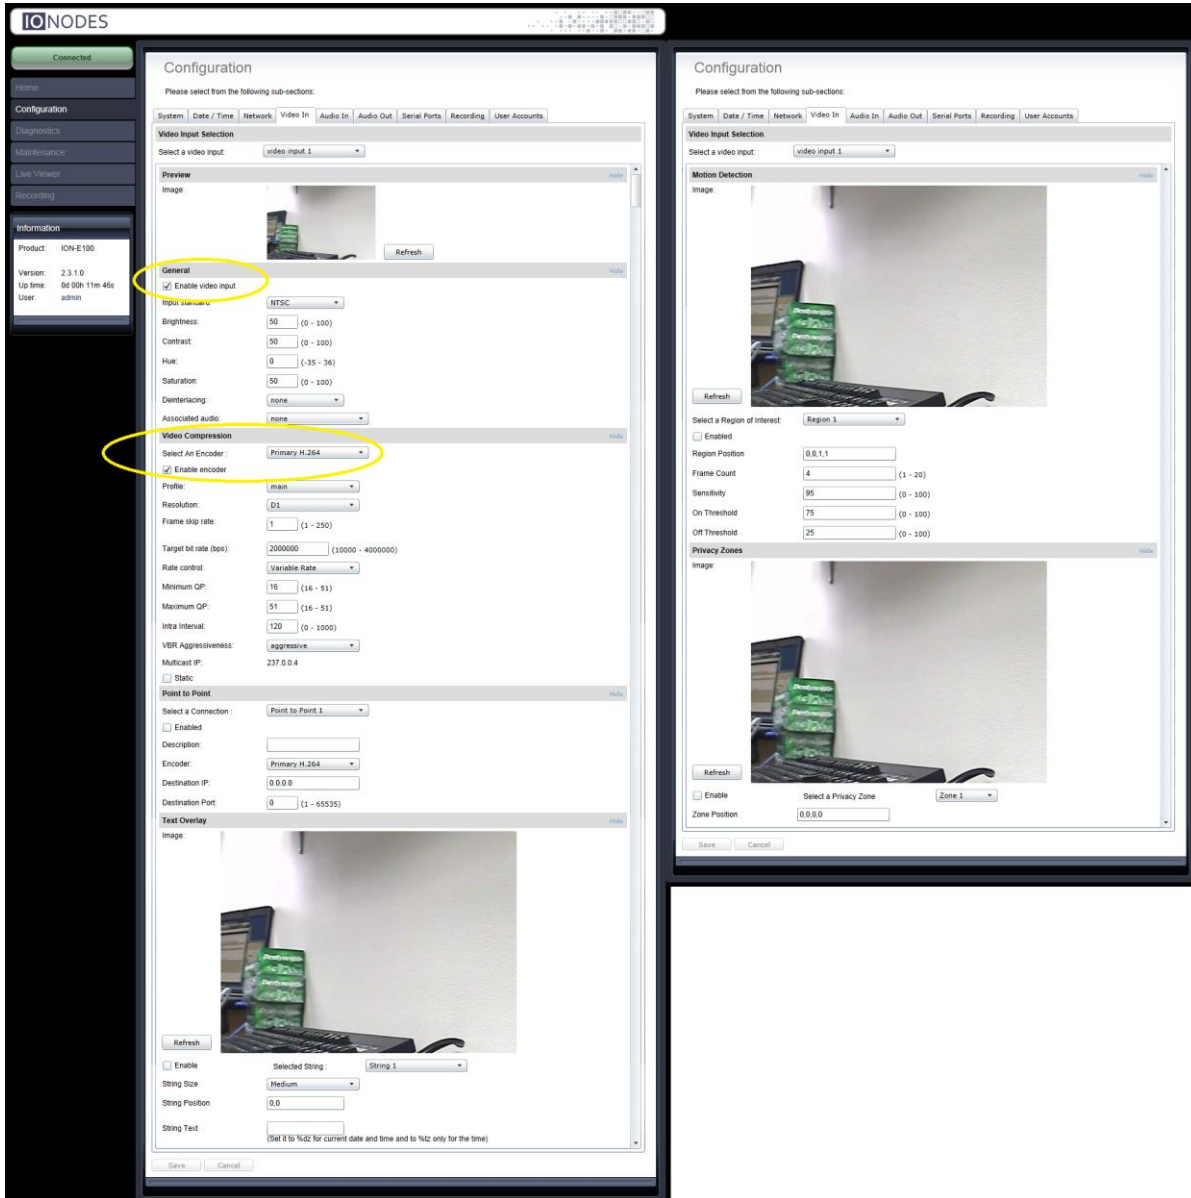 IONODES
Connected
Home
Configuration
Diagnostics
Maintenance
Live Viewer
Recording
Information
Product: ION-E100
Version: 2.3.1.0
Up time: 0d 00h 11m 46s
User: admin
Configuration
Please select from the following sub-sections:
System Date / Time Network Video In Audio In Audio Out Serial Ports Recording User Accounts
Video Input Selection
Select a video input: video input 1
Preview Hide
Image:
Refresh
General Hide
Enable video input
Input standard: NTSC
Brightness: 50 (0 - 100)
Contrast: 50 (0 - 100)
Hue: 0 (-35 - 36)
Saturation: 50 (0 - 100)
Deinterlacing: none
Associated audio: none
Video Compression Hide
Select An Encoder : Primary H.264
Enable encoder
Profile: main
Resolution: D1
Frame skip rate: 1 (1 - 250)
Target bit rate (bps): 2000000 (10000 - 4000000)
Rate control: Variable Rate
Minimum QP: 16 (16 - 51)
Maximum QP: 51 (16 - 51)
Intra Interval: 120 (0 - 1000)
VBR Aggressiveness: aggressive
Multicast IP: 237.0.0.4
Static
Point to Point Hide
Select a Connection : Point to Point 1
Enabled
Description:
Encoder: Primary H.264
Destination IP: 0.0.0.0
Destination Port: 0 (1 - 65535)
Text Overlay Hide
Image:
Refresh
Enable Selected String : String 1
String Size Medium
String Position 0,0
String Text
(Set it to %dz for current date and time and to %tz only for the time)
Save Cancel
Configuration
Please select from the following sub-sections:
System Date / Time Network Video In Audio In Audio Out Serial Ports Recording User Accounts
Video Input Selection
Select a video input: video input 1
Motion Detection Hide
Image:
Refresh
Select a Region of Interest: Region 1
Enabled
Region Position 0,0,1,1
Frame Count 4 (1 - 20)
Sensitivity 95 (0 - 100)
On Threshold 75 (0 - 100)
Off Threshold 25 (0 - 100)
Privacy Zones Hide
Image:
Refresh
Enable Select a Privacy Zone Zone 1
Zone Position 0,0,0,0
Save Cancel